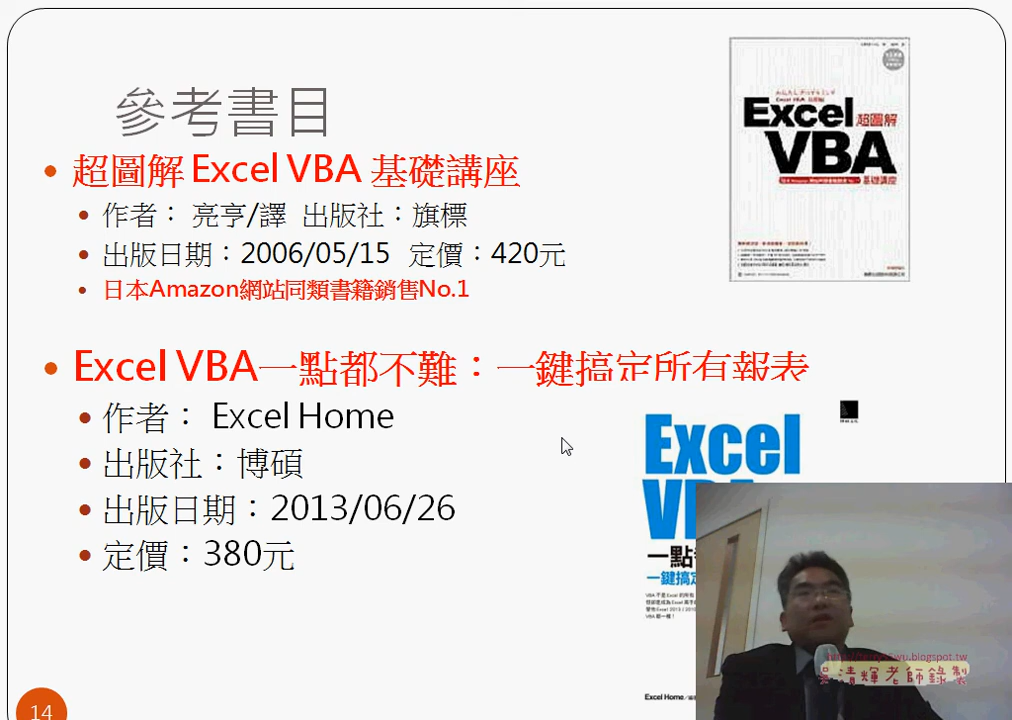 參考書目
超圖解 Excel VBA 基礎講座
作者： 亮亨/譯 出版社：旗標
出版日期：2006/05/15 定價：420元
日本Amazon網站同類書籍銷售No.1
Excel VBA一點都不難：一鍵搞定所有報表
作者： Excel Home
出版社：博碩
出版日期：2013/06/26
定價：380元
14
Excel 超圖解
VBA
基礎講座
Excel
一點
一鍵搞定
Excel Home
吳清輝老師錄製